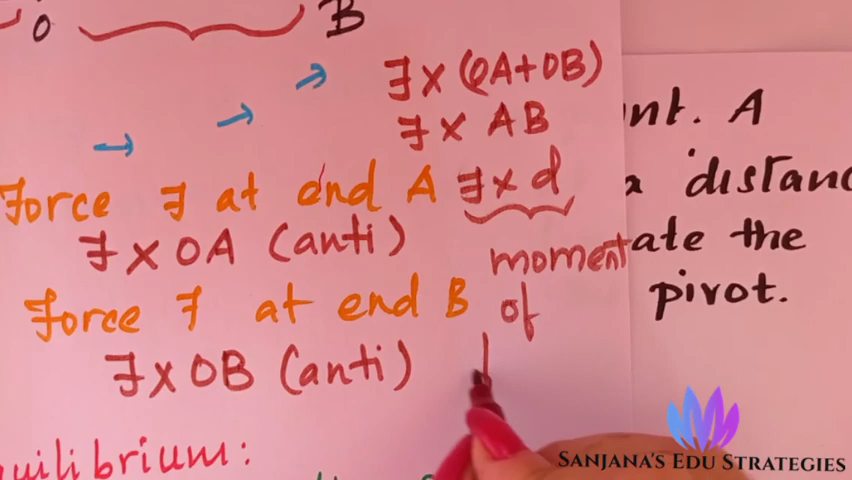 O B
F x (OA+OB)
F x AB
F x d
Force F at end A
F x OA (anti)
moment
of
Force F at end B
F x OB (anti)
nt. A
a distanc
ate the
pivot.
quilibrium:
SANJANA'S EDU STRATEGIES